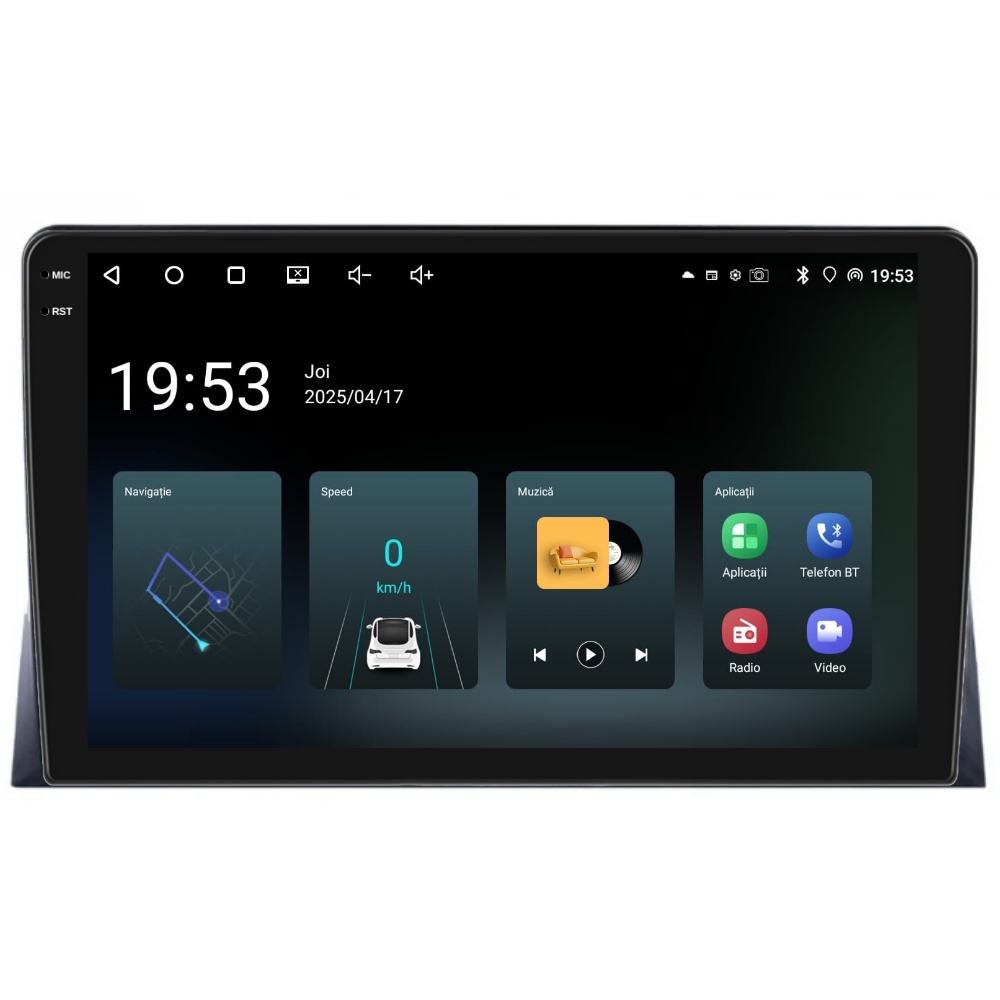 MIC
RST
19:53
19:53
Joi
2025/04/17
Navigație
Speed
0
km/h
Muzică
Aplicații
Aplicații
Telefon BT
Radio
Video